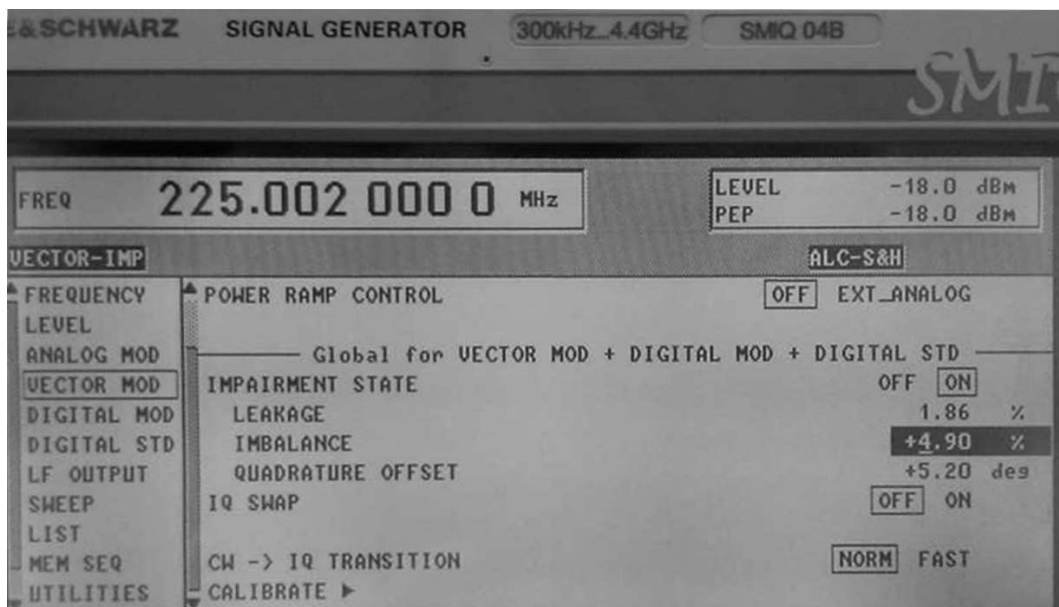 &SCHWARZ SIGNAL GENERATOR 300kHz...4.4GHz SMIQ 04B
SMI
FREQ 225.002 000 0 MHz LEVEL -18.0 dBm
PEP -18.0 dBm
VECTOR-IMP ALC-S&H
FREQUENCY POWER RAMP CONTROL OFF EXT_ANALOG
LEVEL
ANALOG MOD Global for VECTOR MOD + DIGITAL MOD + DIGITAL STD
VECTOR MOD IMPAIRMENT STATE OFF ON
DIGITAL MOD LEAKAGE 1.86 %
DIGITAL STD IMBALANCE +4.90 %
LF OUTPUT QUADRATURE OFFSET +5.20 deg
SWEEP IQ SWAP OFF ON
LIST
MEM SEQ CW -> IQ TRANSITION NORM FAST
UTILITIES CALIBRATE ▶